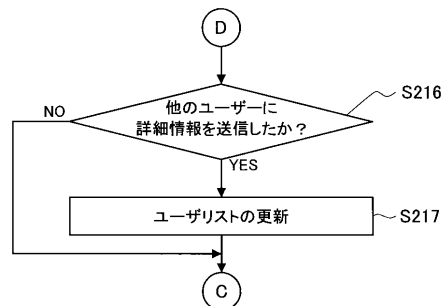 D
他のユーザーに
詳細情報を送信したか?
S216
NO
YES
ユーザリストの更新
S217
C